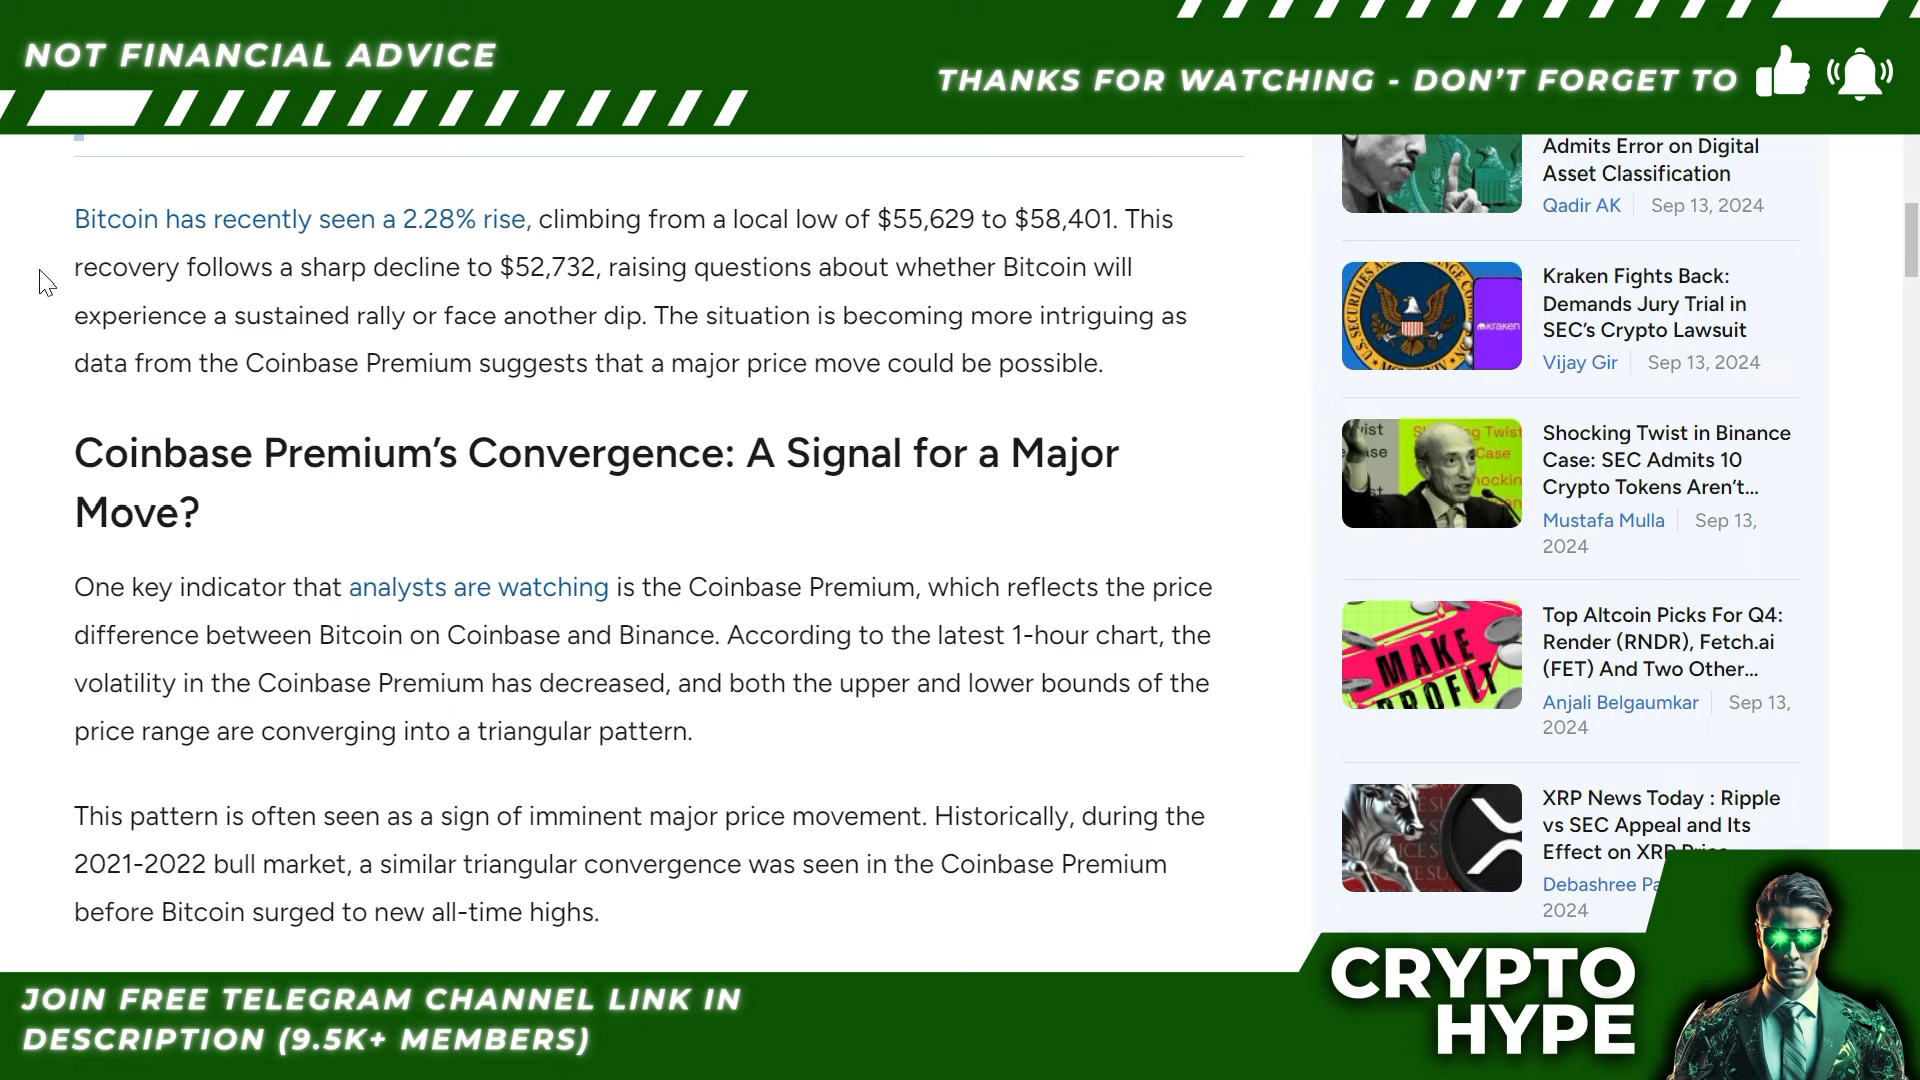 NOT FINANCIAL ADVICE
THANKS FOR WATCHING - DON’T FORGET TO
Bitcoin has recently seen a 2.28% rise, climbing from a local low of $55,629 to $58,401. This
recovery follows a sharp decline to $52,732, raising questions about whether Bitcoin will
experience a sustained rally or face another dip. The situation is becoming more intriguing as
data from the Coinbase Premium suggests that a major price move could be possible.
Coinbase Premium’s Convergence: A Signal for a Major
Move?
One key indicator that analysts are watching is the Coinbase Premium, which reflects the price
difference between Bitcoin on Coinbase and Binance. According to the latest 1-hour chart, the
volatility in the Coinbase Premium has decreased, and both the upper and lower bounds of the
price range are converging into a triangular pattern.
This pattern is often seen as a sign of imminent major price movement. Historically, during the
2021-2022 bull market, a similar triangular convergence was seen in the Coinbase Premium
before Bitcoin surged to new all-time highs.
Admits Error on Digital
Asset Classification
Qadir AK Sep 13, 2024
Kraken Fights Back:
Demands Jury Trial in
SEC’s Crypto Lawsuit
Vijay Gir Sep 13, 2024
kraken
Shocking Twist in Binance
Case: SEC Admits 10
Crypto Tokens Aren’t...
Mustafa Mulla Sep 13,
2024
Top Altcoin Picks For Q4:
Render (RNDR), Fetch.ai
(FET) And Two Other...
Anjali Belgaumkar Sep 13,
2024
MAKE
PROFIT
XRP News Today : Ripple
vs SEC Appeal and Its
Effect on XRP
Debashree
2024
JOIN FREE TELEGRAM CHANNEL LINK IN
DESCRIPTION (9.5K+ MEMBERS)
CRYPTO
HYPE